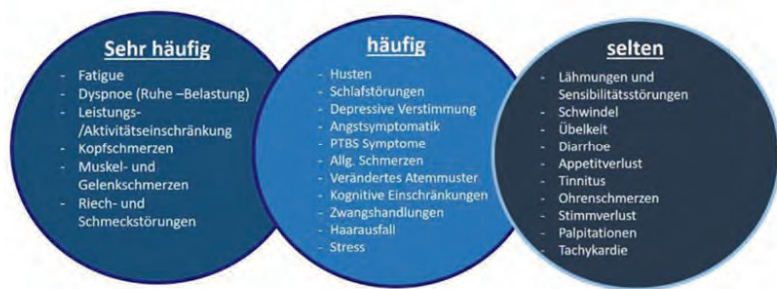 Sehr häufig
- Fatigue
- Dyspnoe (Ruhe –Belastung)
- Leistungs-
/Aktivitätseinschränkung
- Kopfschmerzen
- Muskel- und
Gelenkschmerzen
- Riech- und
Schmeckstörungen
häufig
- Husten
- Schlafstörungen
- Depressive Verstimmung
- Angstsymptomatik
- PTBS Symptome
- Allg. Schmerzen
- Verändertes Atemmuster
- Kognitive Einschränkungen
- Zwangshandlungen
- Haarausfall
- Stress
selten
- Lähmungen und
Sensibilitätsstörungen
- Schwindel
- Übelkeit
- Diarrhoe
- Appetitverlust
- Tinnitus
- Ohrenschmerzen
- Stimmverlust
- Palpitationen
- Tachykardie